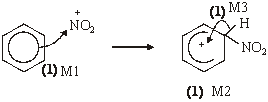 +
NO₂
(1) M1
(1) M3
H
+
NO₂
(1) M2